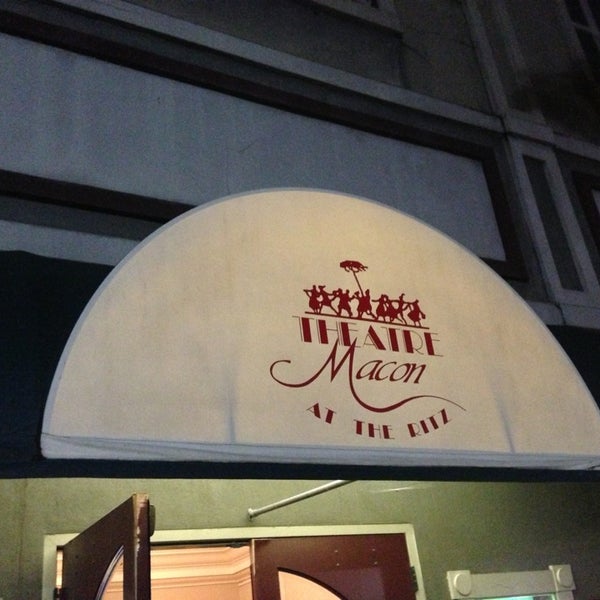 THEATRE
Macon
AT THE RITZ